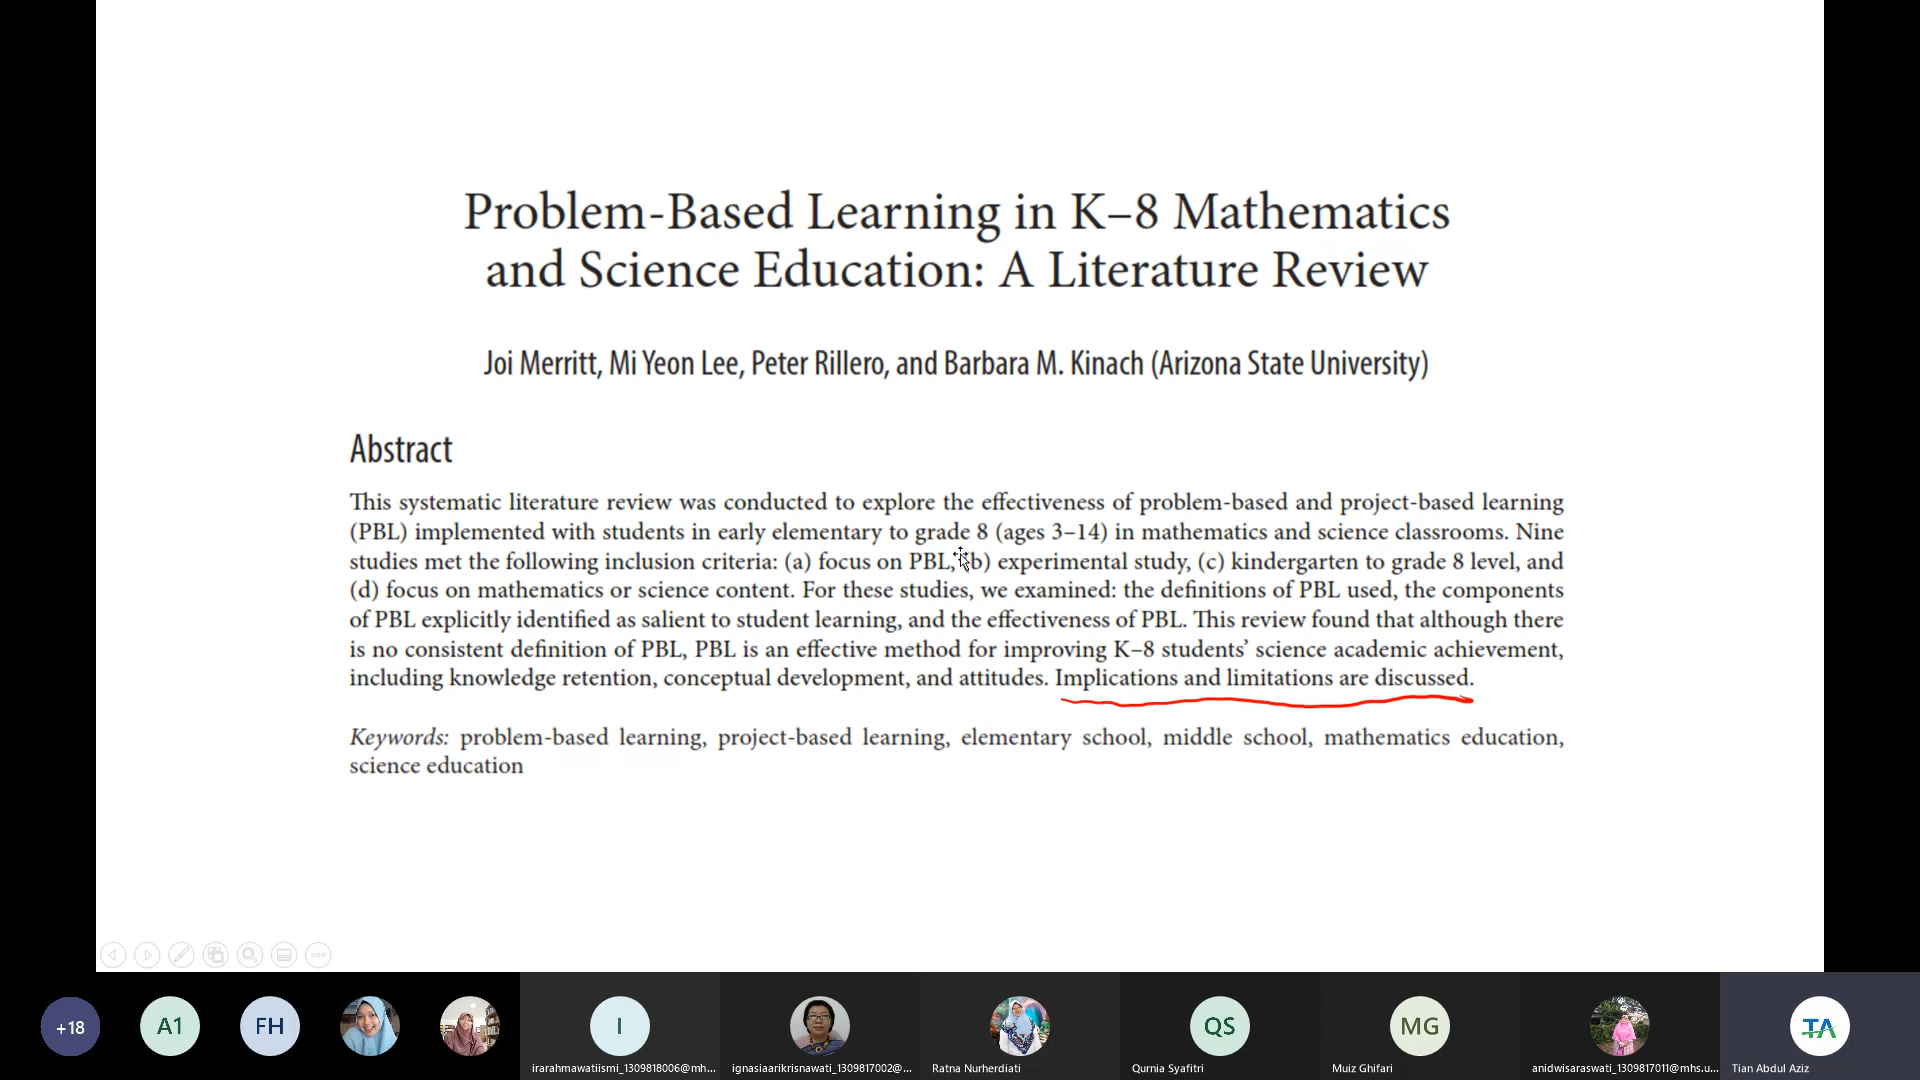 Problem-Based Learning in K–8 Mathematics
and Science Education: A Literature Review
Joi Merritt, Mi Yeon Lee, Peter Rillero, and Barbara M. Kinach (Arizona State University)
Abstract
This systematic literature review was conducted to explore the effectiveness of problem-based and project-based learning
(PBL) implemented with students in early elementary to grade 8 (ages 3–14) in mathematics and science classrooms. Nine
studies met the following inclusion criteria: (a) focus on PBL, (b) experimental study, (c) kindergarten to grade 8 level, and
(d) focus on mathematics or science content. For these studies, we examined: the definitions of PBL used, the components
of PBL explicitly identified as salient to student learning, and the effectiveness of PBL. This review found that although there
is no consistent definition of PBL, PBL is an effective method for improving K–8 students’ science academic achievement,
including knowledge retention, conceptual development, and attitudes. Implications and limitations are discussed.
Keywords: problem-based learning, project-based learning, elementary school, middle school, mathematics education,
science education
+18
A1
FH
I
QS
MG
TA
irarahmawatiismi_1309818006@mh...
ignasiaarikrisnawati_1309817002@...
Ratna Nurherdiati
Qurnia Syafitri
Muiz Ghifari
anidwisaraswati_1309817011@mhs.u...
Tian Abdul Aziz